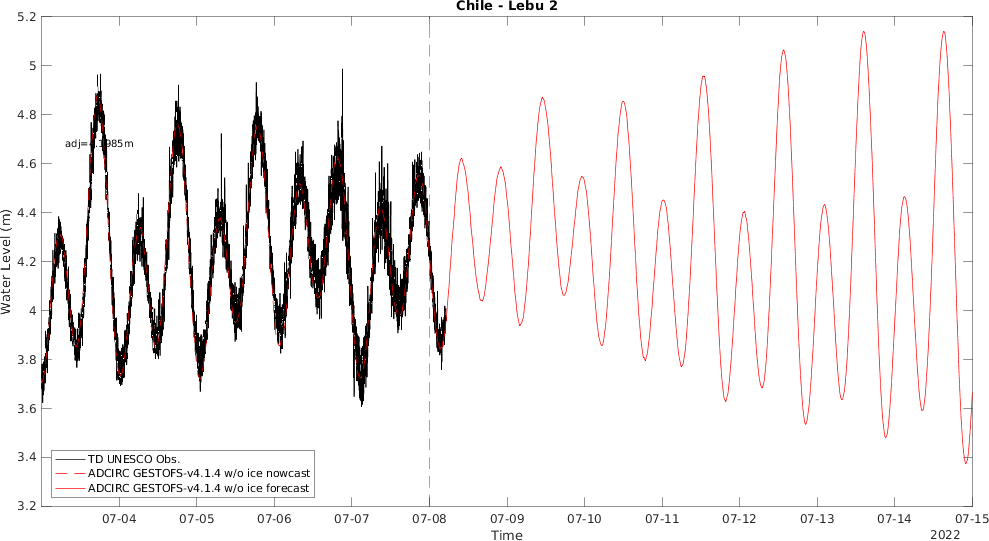 Chile - Lebu 2
5.2
5
4.8
4.6
4.4
4.2
4
3.8
3.6
3.4
3.2
Water Level (m)
TD UNESCO Obs.
ADCIRC GESTOFS-v4.1.4 w/o ice nowcast
ADCIRC GESTOFS-v4.1.4 w/o ice forecast
07-04 07-05 07-06 07-07 07-08 07-09 07-10 07-11 07-12 07-13 07-14 07-15
Time
2022